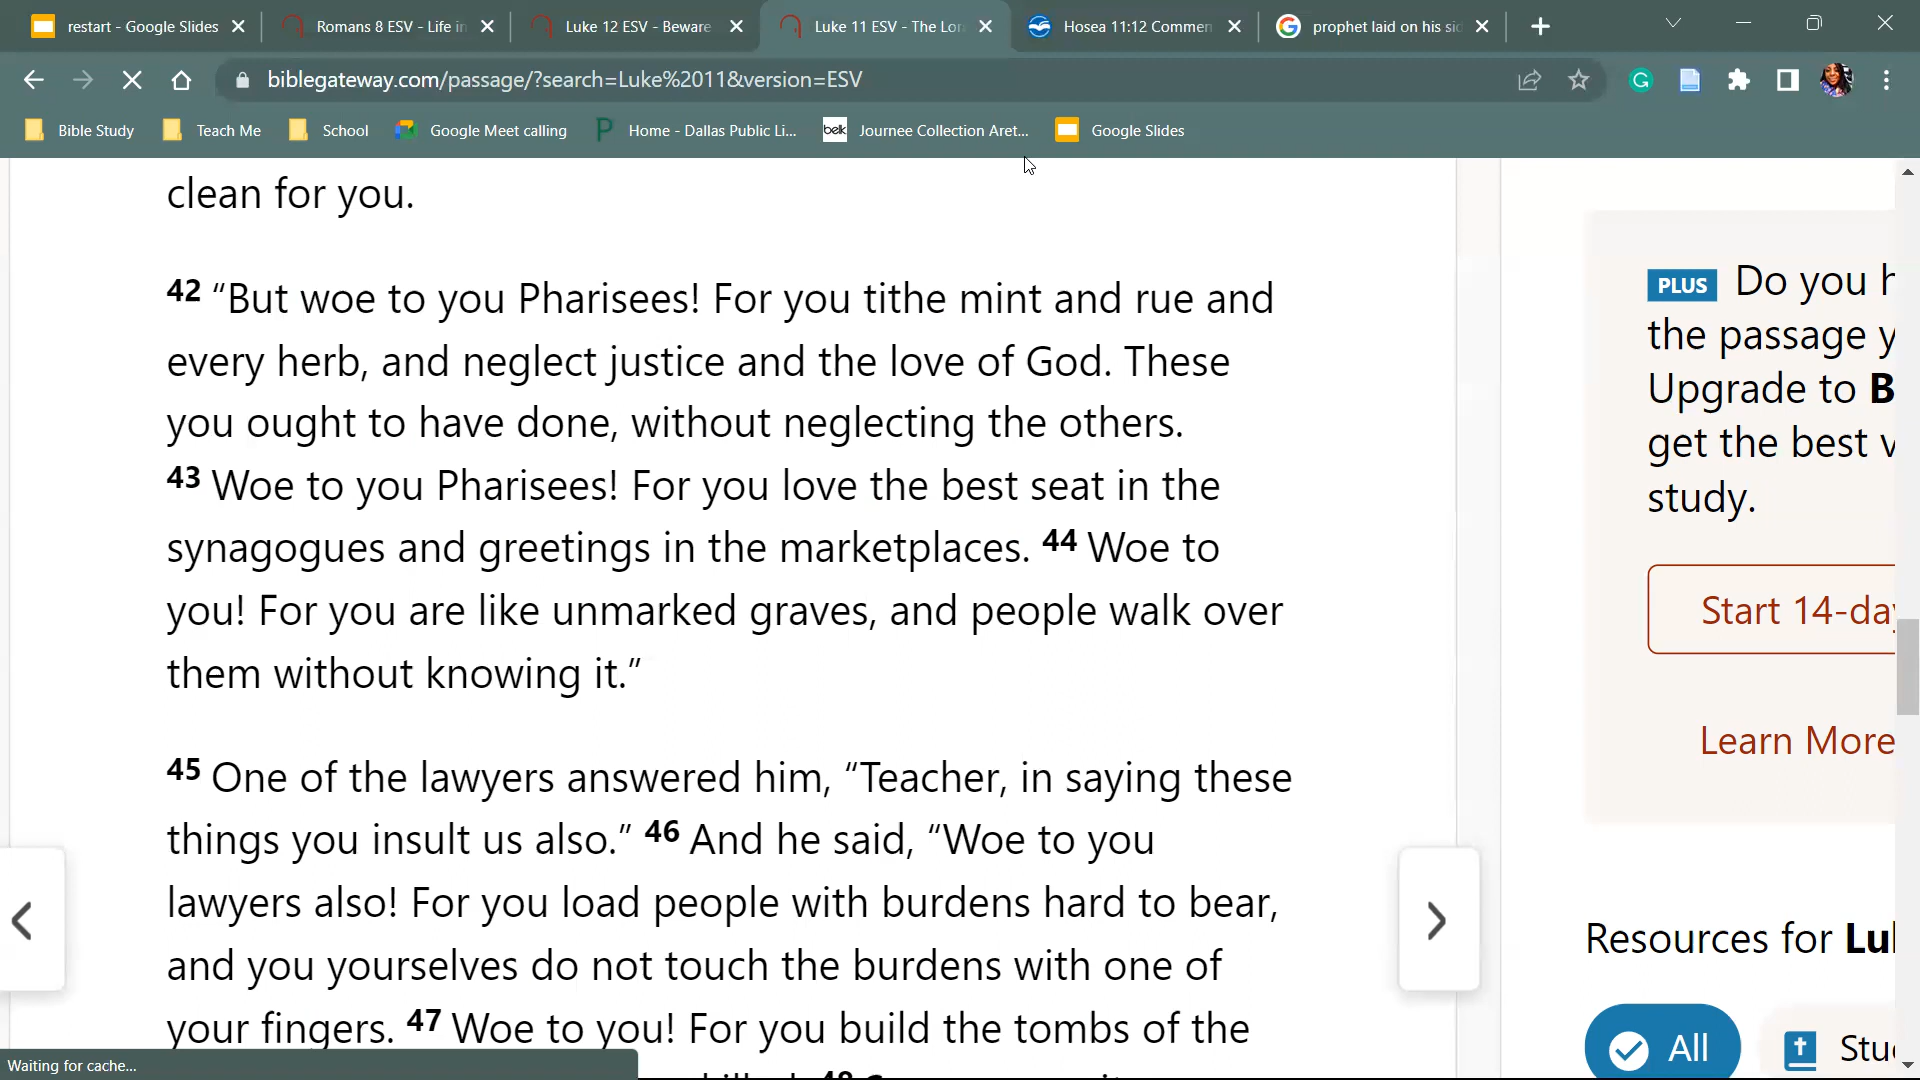 restart - Google Slides
Romans 8 ESV - Life in
Luke 12 ESV - Beware
Luke 11 ESV - The Lor
Hosea 11:12 Commen
prophet laid on his sid
biblegateway.com/passage/?search=Luke%2011&version=ESV
Bible Study
Teach Me
School
Google Meet calling
Home - Dallas Public Li...
belk
Journee Collection Aret...
Google Slides
clean for you.
42 “But woe to you Pharisees! For you tithe mint and rue and
every herb, and neglect justice and the love of God. These
you ought to have done, without neglecting the others.
43 Woe to you Pharisees! For you love the best seat in the
synagogues and greetings in the marketplaces. 44 Woe to
you! For you are like unmarked graves, and people walk over
them without knowing it.”
45 One of the lawyers answered him, “Teacher, in saying these
things you insult us also.” 46 And he said, “Woe to you
lawyers also! For you load people with burdens hard to bear,
and you yourselves do not touch the burdens with one of
your fingers. 47 Woe to you! For you build the tombs of the
PLUS Do you h
the passage y
Upgrade to B
get the best v
study.
Start 14-day
Learn More
Resources for Lu
All
Stu
Waiting for cache...